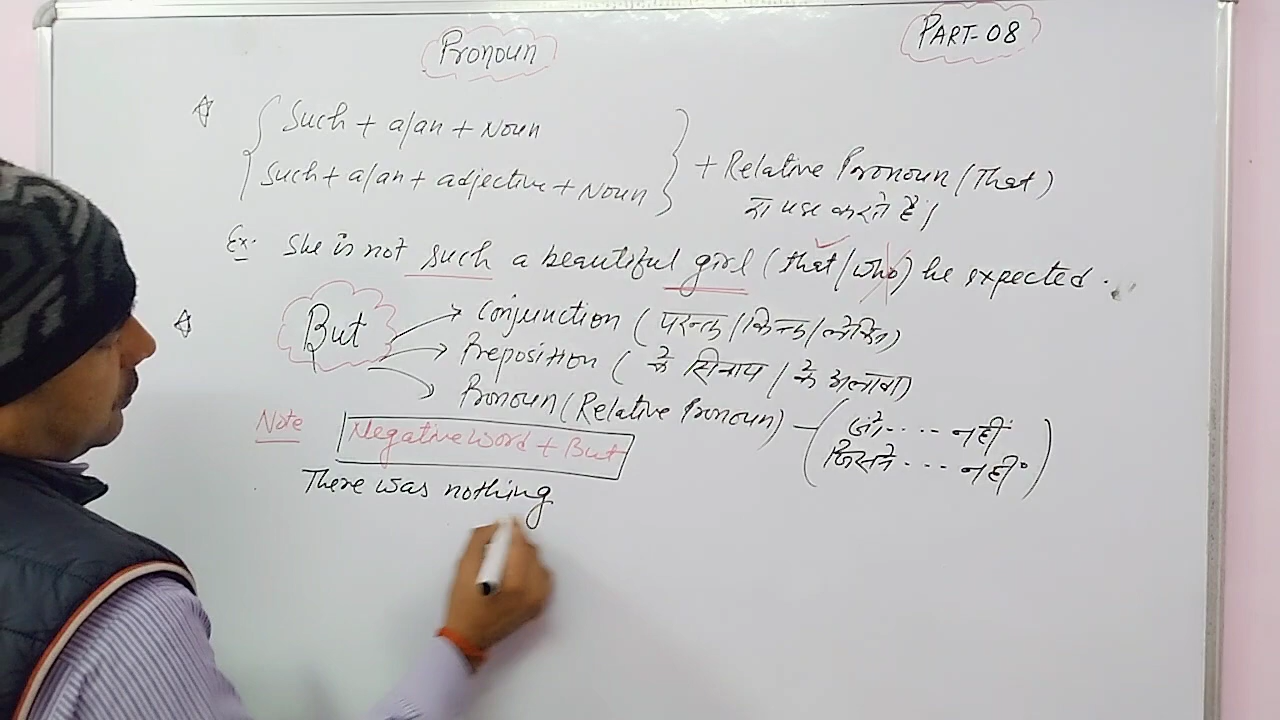 Pronoun
PART-08
☆ { Such + a/an + Noun
Such + a/an + adjective + Noun } + Relative Pronoun (That)
का प्रयोग करते हैं।
Ex. She is not such a beautiful girl (that/who) he expected.
☆ But
Conjunction (परन्तु/किन्तु/लेकिन)
Preposition (के सिवाय/के अलावा)
Pronoun (Relative Pronoun) – (जो.... नहीं
जिसने.... नहीं)
Note Negative word + But
There was nothing